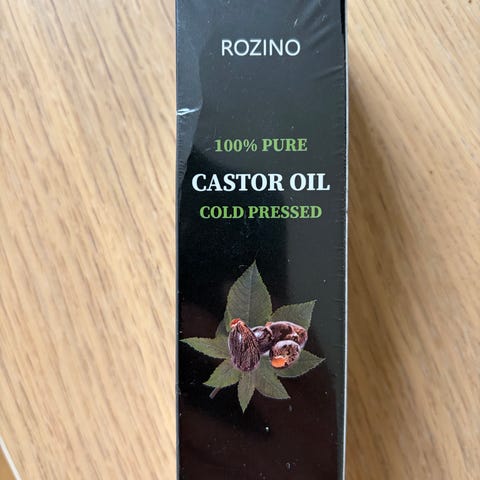 ROZINO
100% PURE
CASTOR OIL
COLD PRESSED